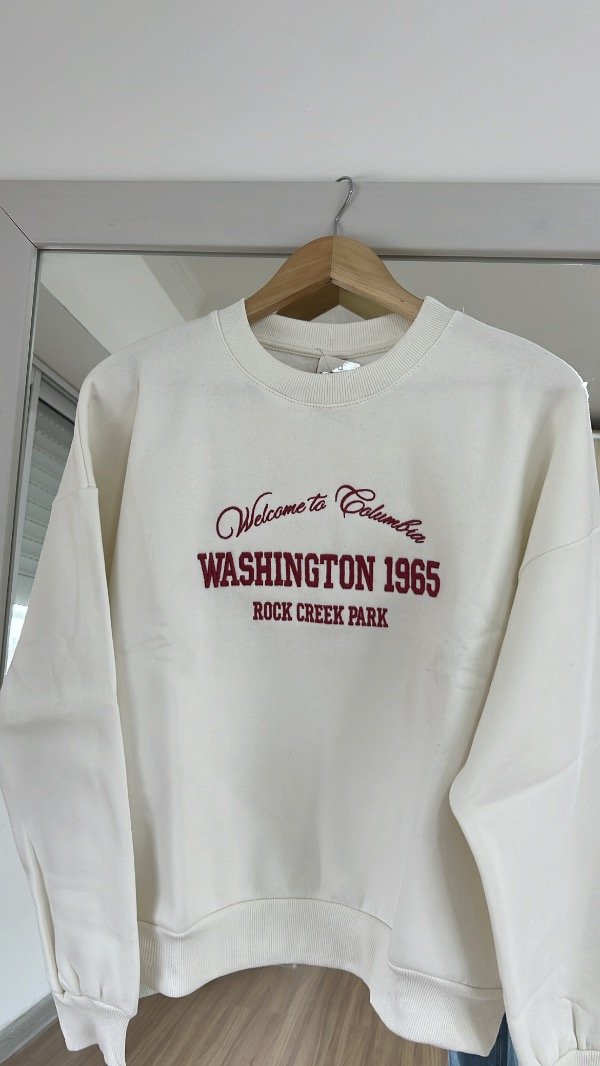 Welcome to Columbia
WASHINGTON 1965
ROCK CREEK PARK